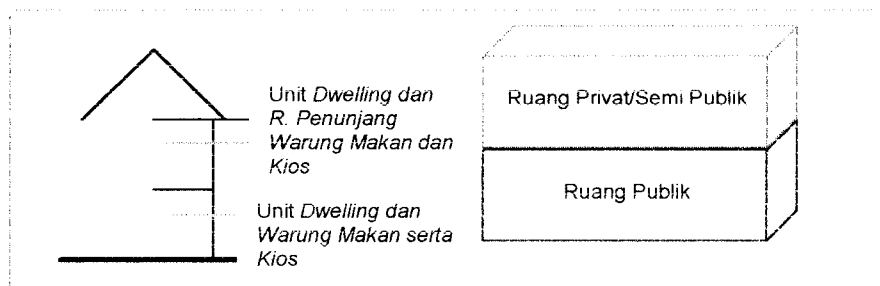 Unit Dwelling dan
R. Penunjang
Warung Makan dan
Kios
Unit Dwelling dan
Warung Makan serta
Kios
Ruang Privat/Semi Publik
Ruang Publik